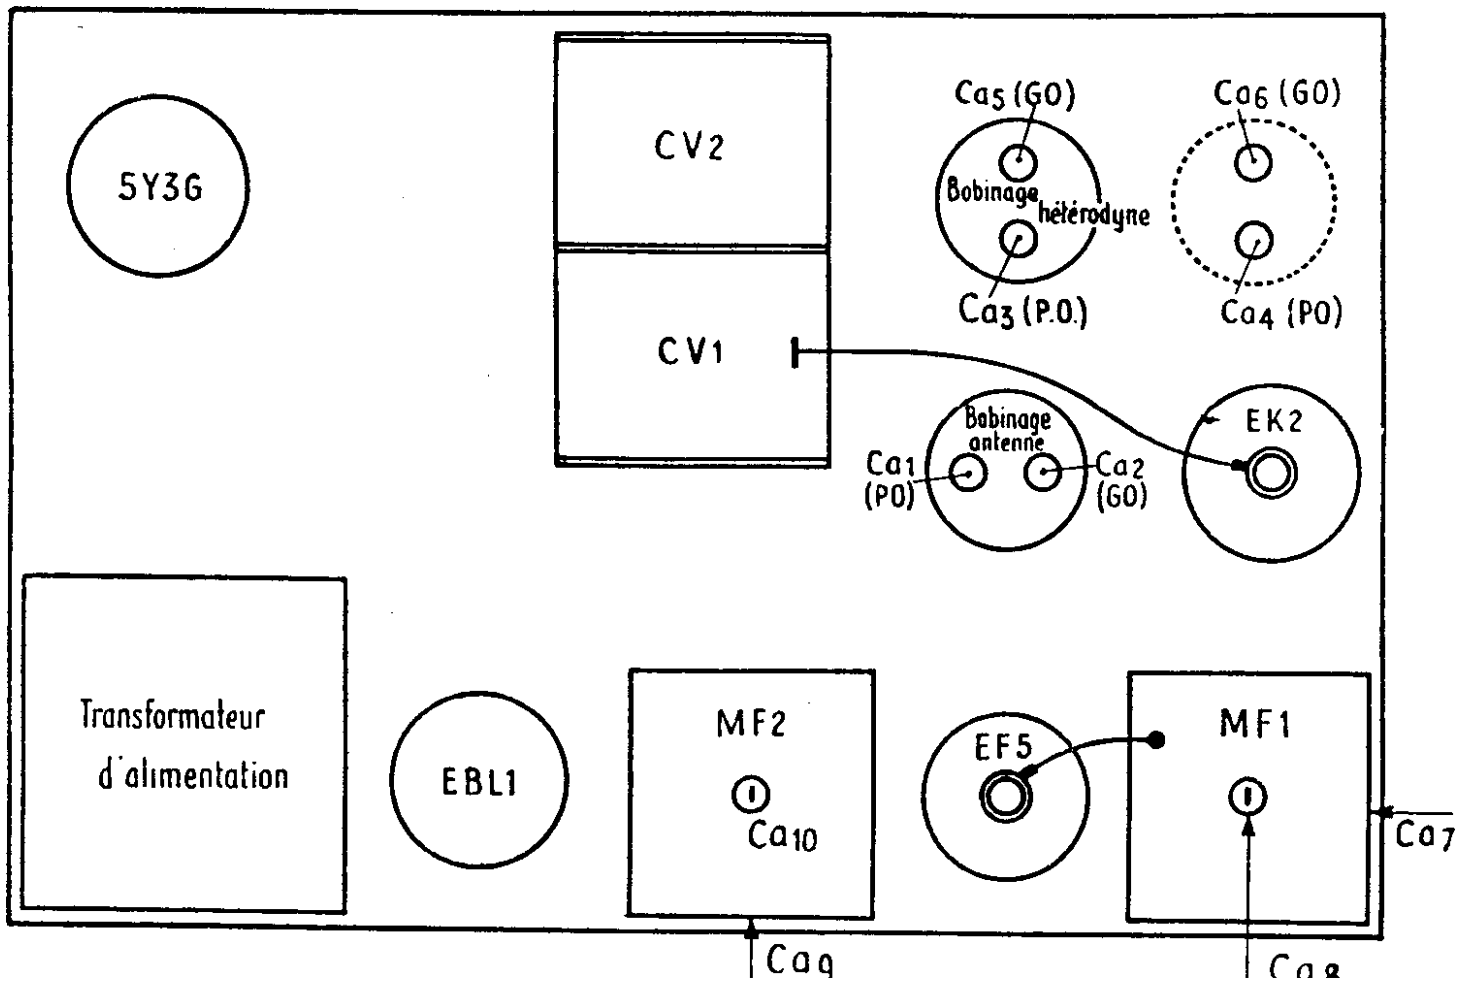 Ca5 (GO)
Ca6 (GO)
CV2
5Y3G
Bobinage
hétérodyne
Ca3 (P.O.)
Ca4 (PO)
CV1
Bobinage
antenne
EK2
Ca1
(PO)
Ca2
(GO)
Transformateur
d'alimentation
MF2
EF5
MF1
EBL1
Ca10
Ca7
Ca9
Ca8